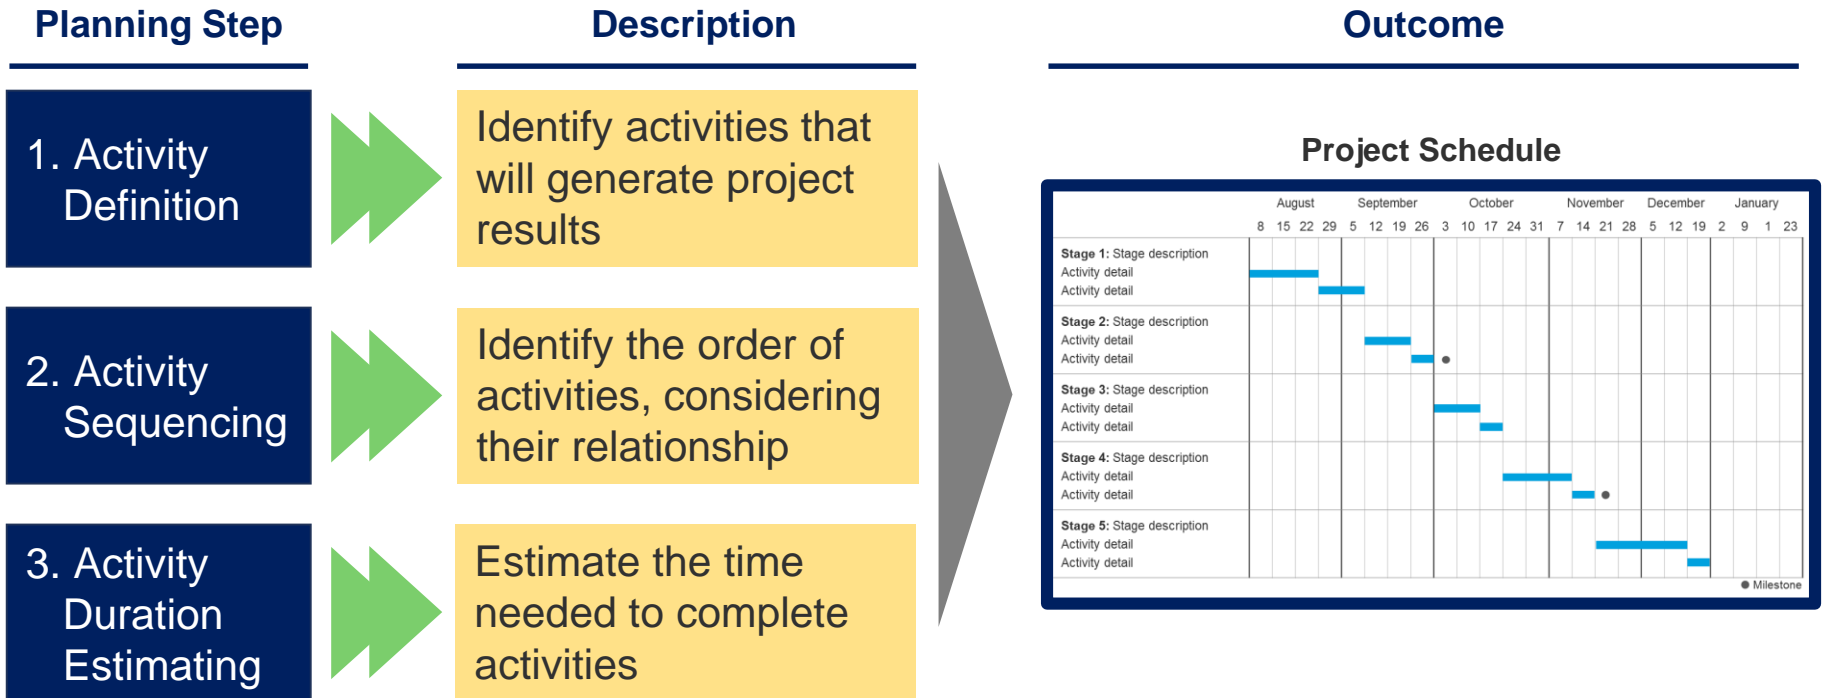 Planning Step
Description
Outcome
1. Activity
Definition
Identify activities that
will generate project
results
2. Activity
Sequencing
Identify the order of
activities, considering
their relationship
3. Activity
Duration
Estimating
Estimate the time
needed to complete
activities
Project Schedule
August September October November December January
8 15 22 29 5 12 19 26 3 10 17 24 31 7 14 21 28 5 12 19 2 9 1 23
Stage 1: Stage description
Activity detail
Activity detail
Stage 2: Stage description
Activity detail
Activity detail
Stage 3: Stage description
Activity detail
Activity detail
Stage 4: Stage description
Activity detail
Activity detail
Stage 5: Stage description
Activity detail
Activity detail
Milestone